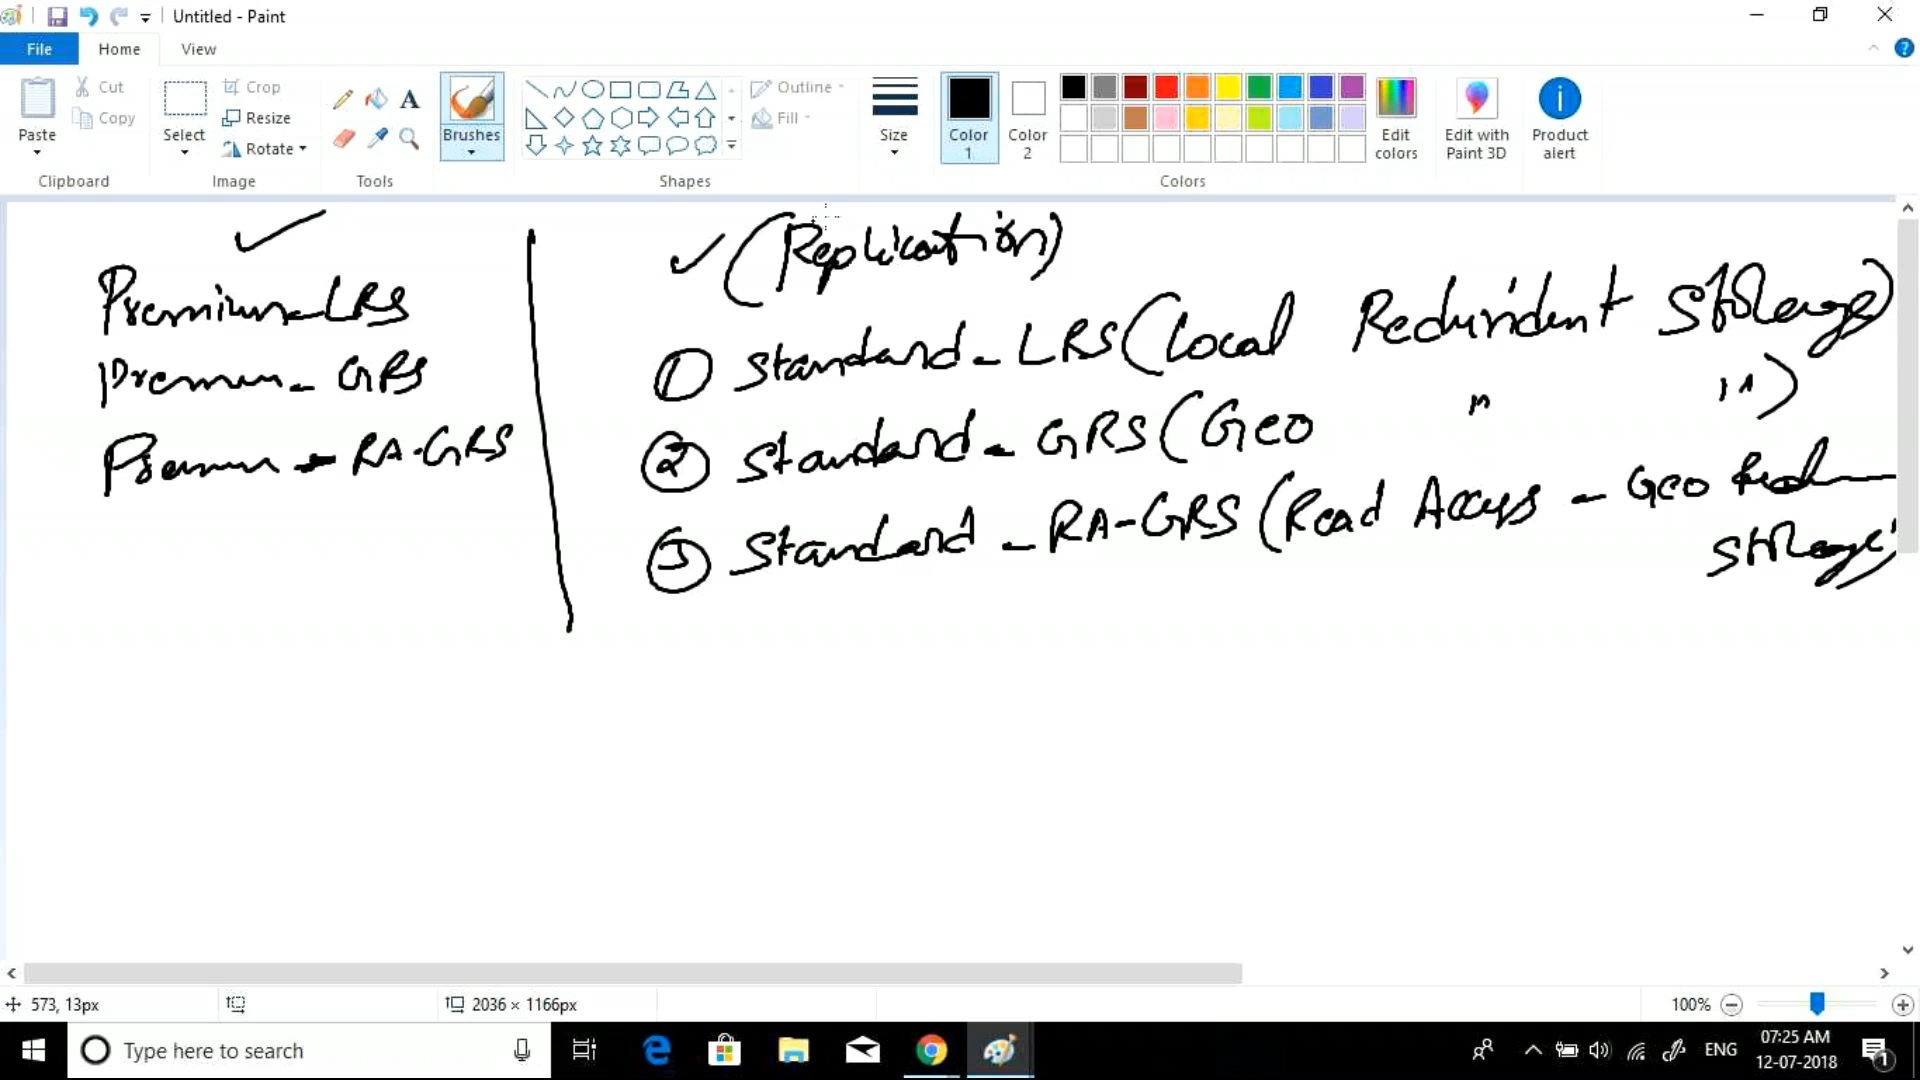 Untitled - Paint
File Home View
Paste
Cut
Copy
Clipboard
Select
Crop
Resize
Rotate
Image
Tools
Brushes
Shapes
Outline
Fill
Size
Color 1
Color 2
Edit colors
Edit with Paint 3D
Product alert
Colors
Premium-LRS
Premium - GRS
Premium - RA-GRS
(Replication)
① Standard - LRS (Local Redundent Storage)
② Standard - GRS (Geo " ")
③ Standard - RA-GRS (Read Access - Geo Redun
Storage)
573, 13px
2036 × 1166px
100%
Type here to search
ENG
07:25 AM
12-07-2018
1